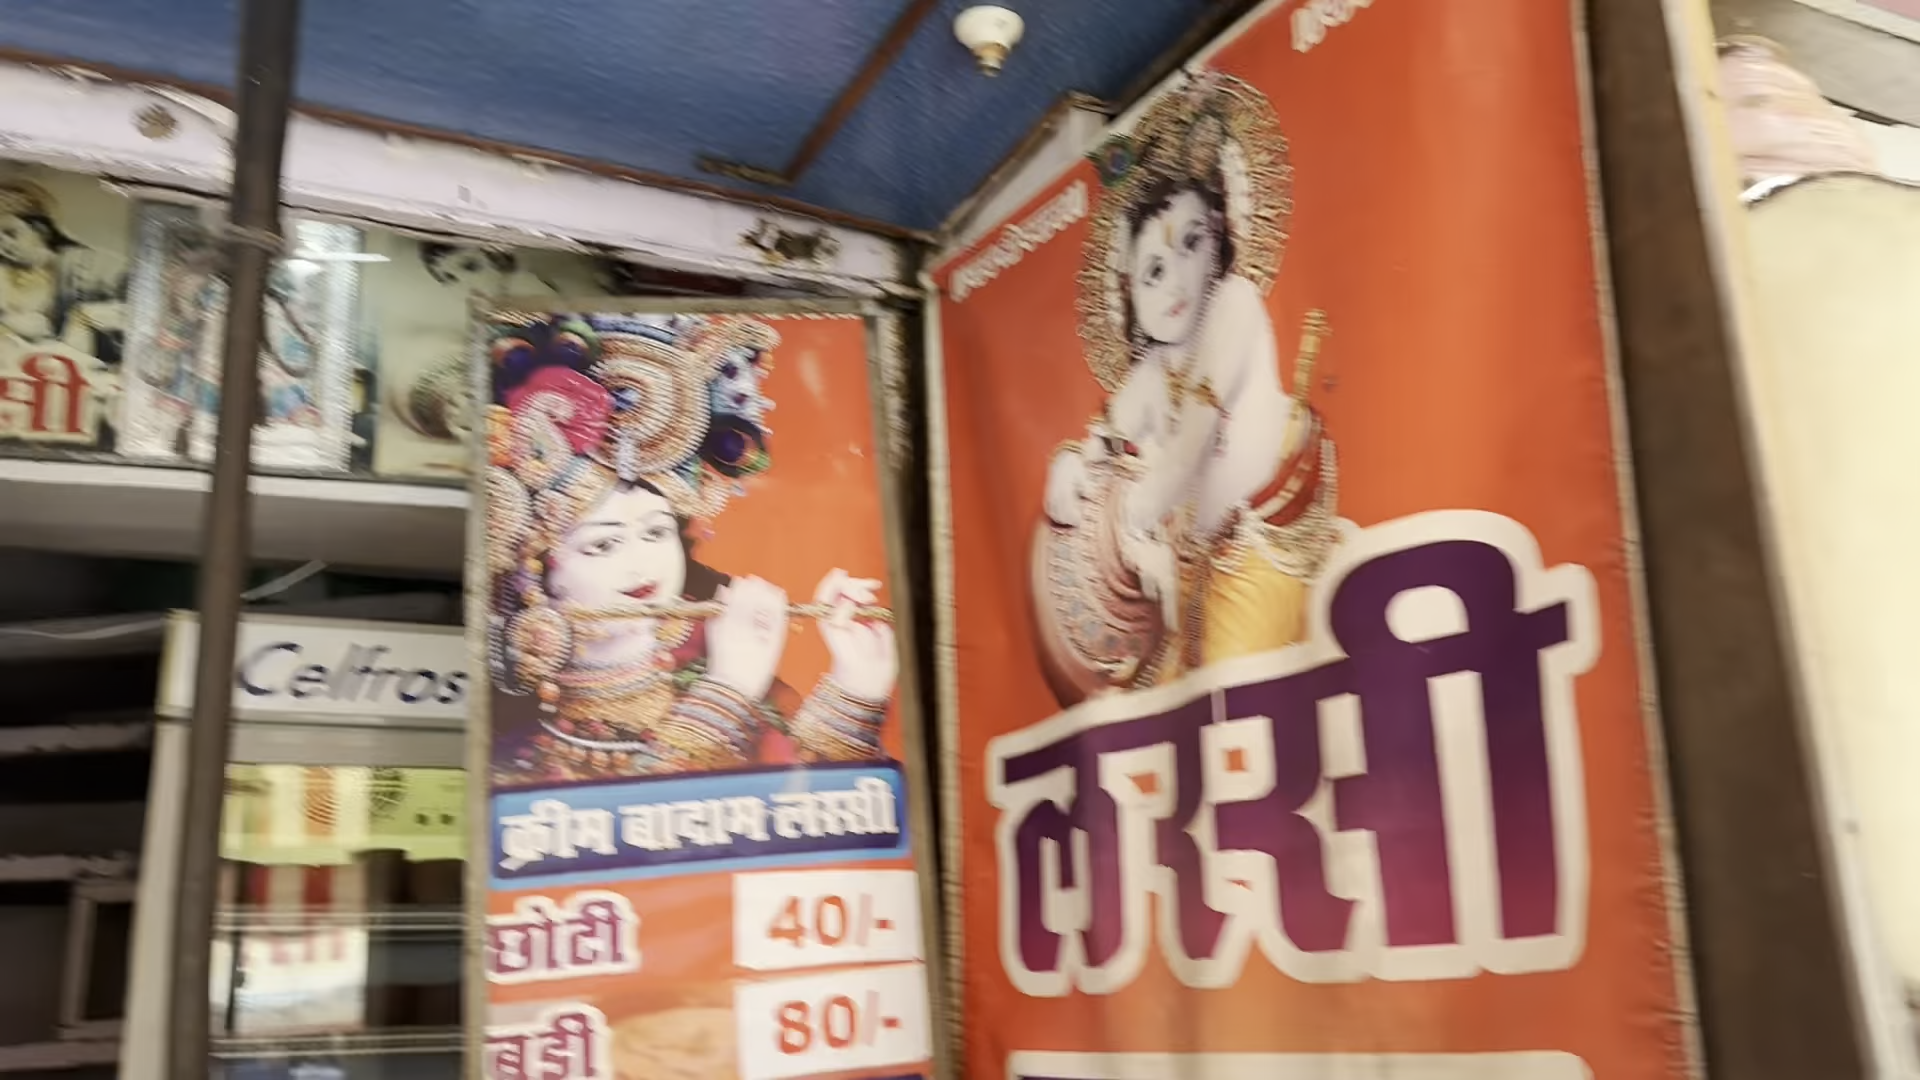 श्री
Celfros
क्रीम बादाम लस्सी
छोटी 40/-
बडी 80/-
लस्सी